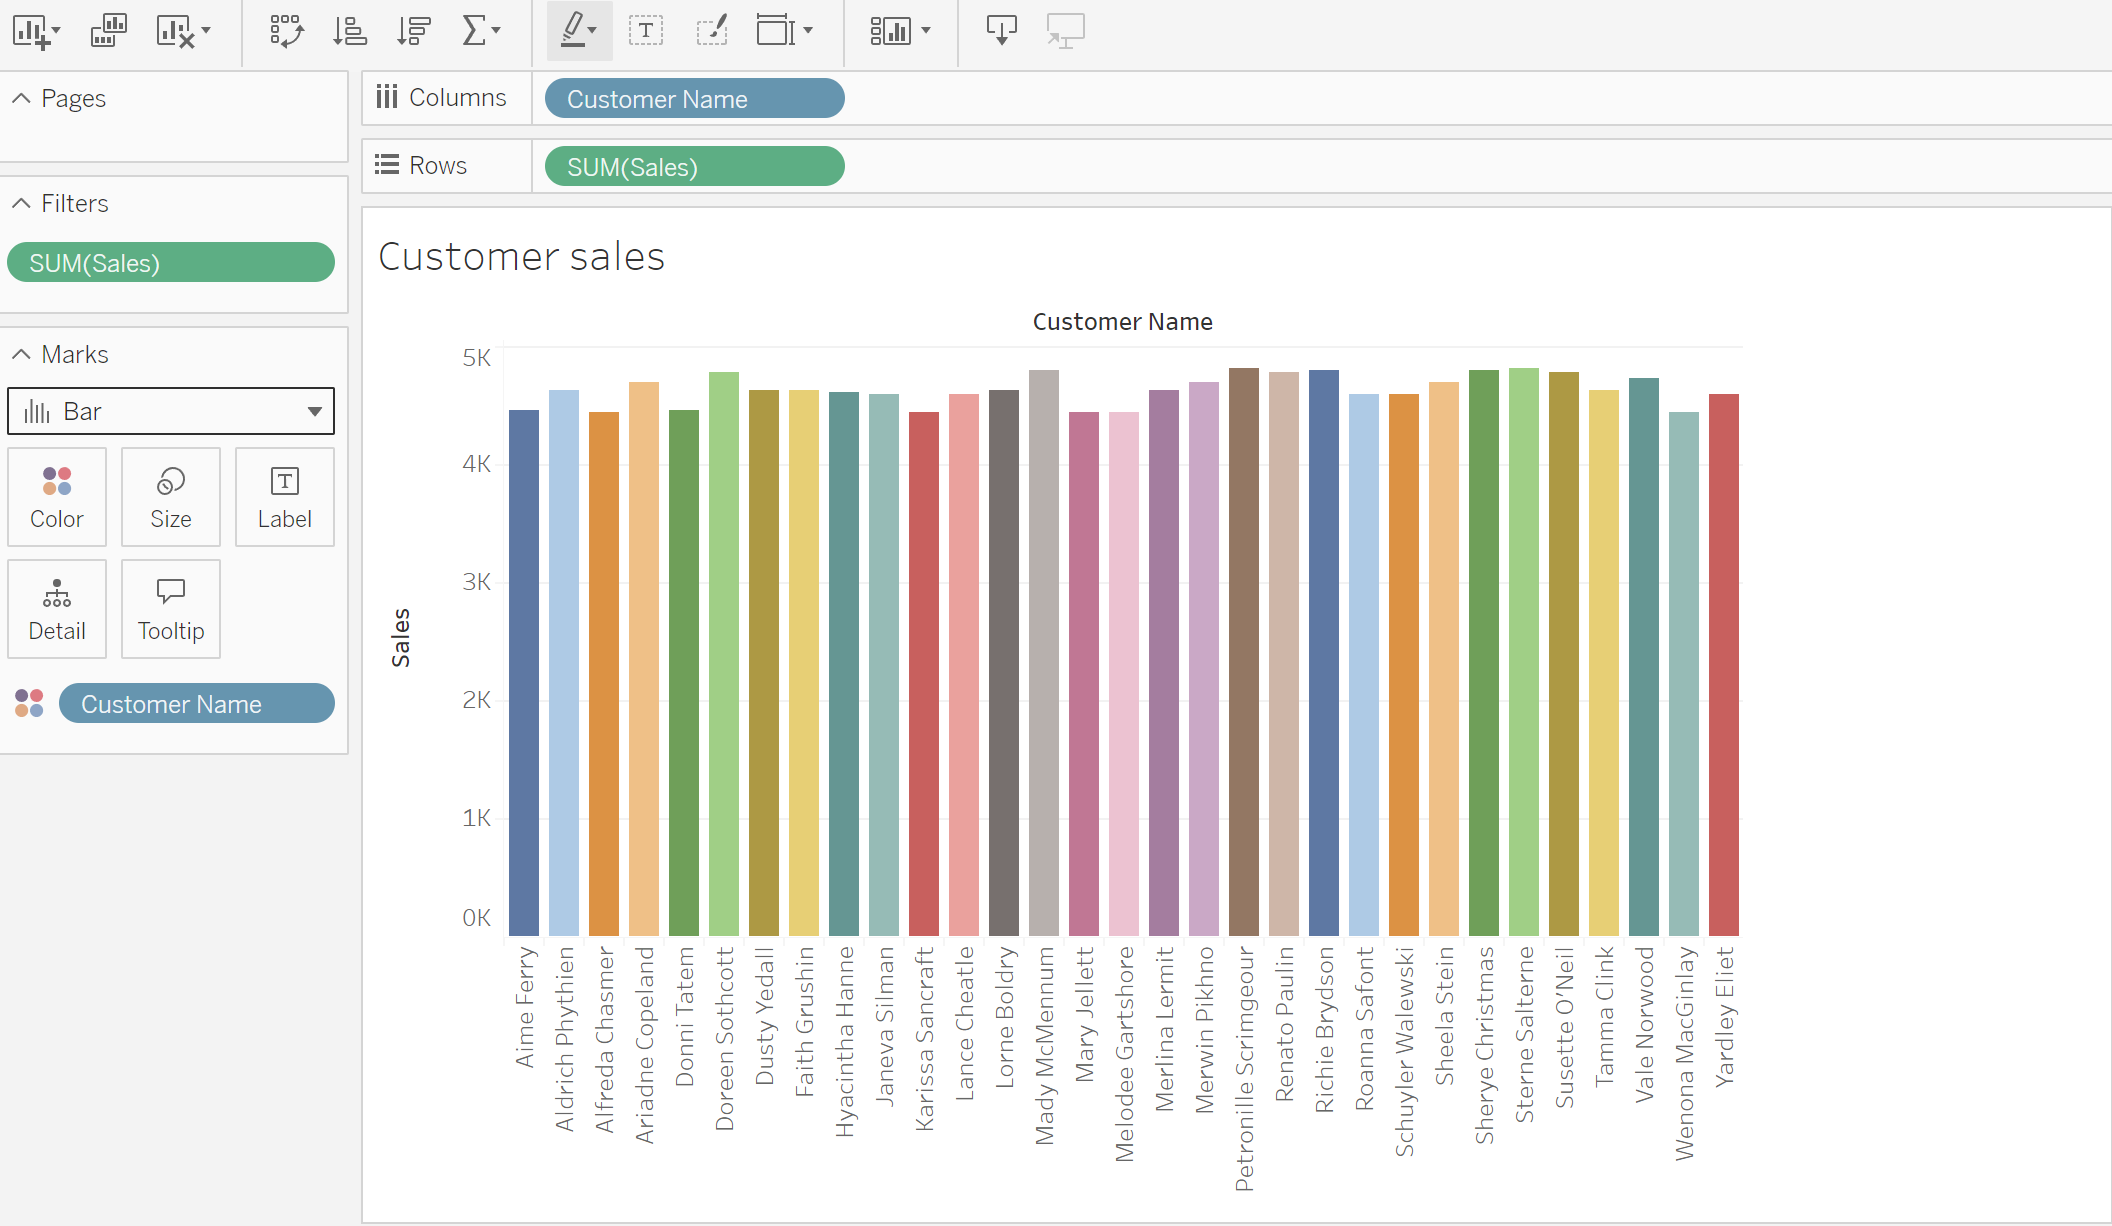 Pages
Filters
SUM(Sales)
Marks
Bar
Color
Size
T
Label
Detail
Tooltip
Customer Name
T
Columns
Customer Name
Rows
SUM(Sales)
Customer sales
Customer Name
5K
4K
3K
2K
1K
0K
Sales
Aime Ferry
Aldrich Phythien
Alfreda Chasmer
Ariadne Copeland
Donni Tatem
Doreen Sothcott
Dusty Yedall
Faith Grushin
Hyacintha Hanne
Janeva Silman
Karissa Sancraft
Lance Cheatle
Lorne Boldry
Mady McMennum
Mary Jellett
Melodee Gartshore
Merlina Lermit
Merwin Pikhno
Petronille Scrimgeour
Renato Paulin
Richie Brydson
Roanna Safont
Schuyler Walewski
Sheela Stein
Sherye Christmas
Sterne Salterne
Susette O'Neil
Tamma Clink
Vale Norwood
Wenona MacGinlay
Yardley Eliet